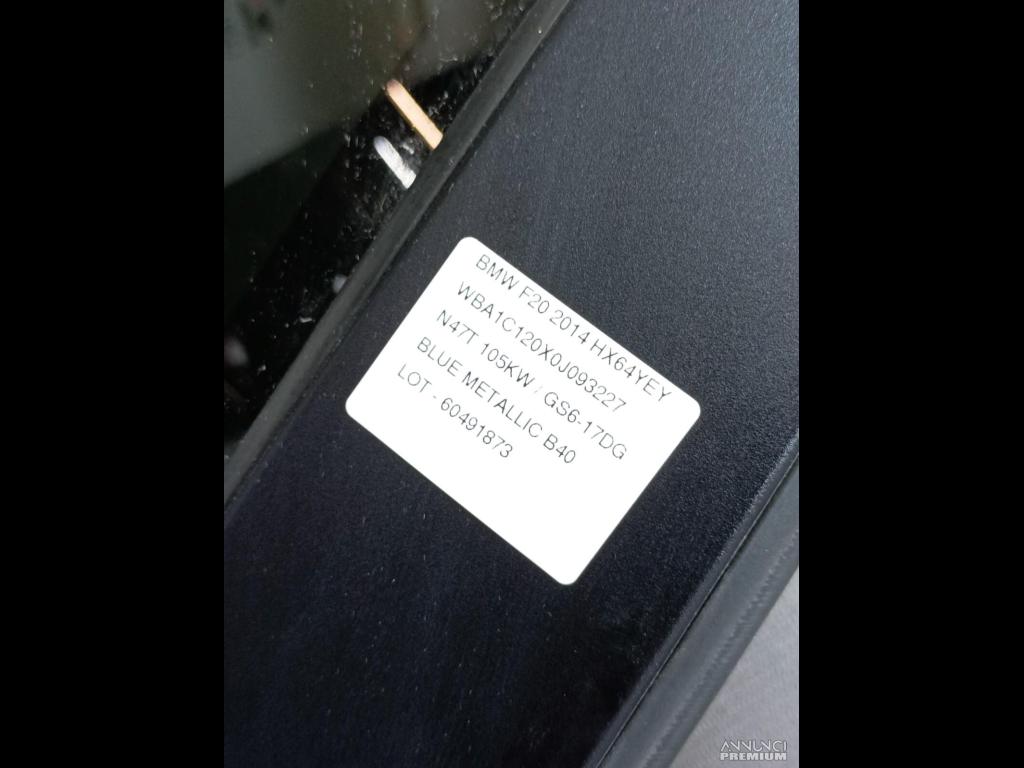 BMW F20 2014 HX64YEY
WBA1C120X0J093227
N47T 105KW / GS6-17DG
BLUE METALLIC B40
LOT - 60491873
ANNUNCI
PREMIUM